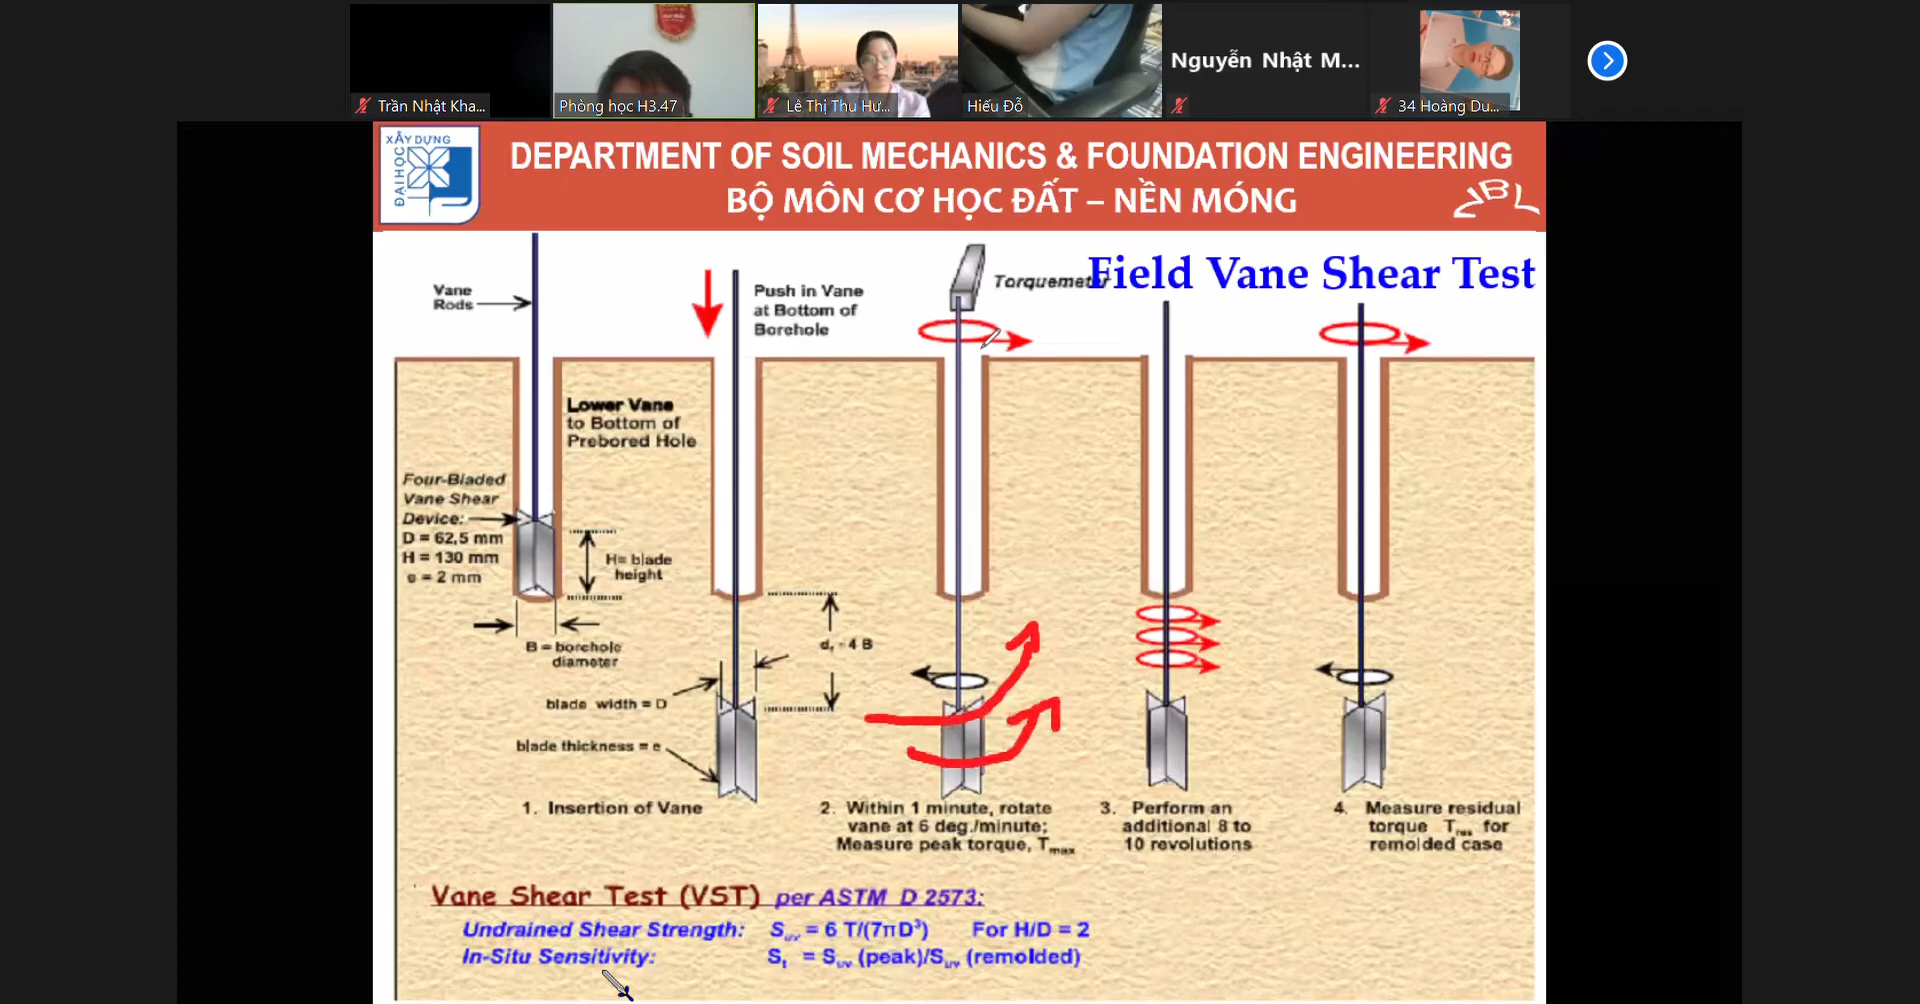 Trần Nhật Kha...
Phòng học H3.47
Lê Thị Thu Hư...
Hiếu Đỗ
Nguyễn Nhật M...
34 Hoàng Du...
XÂY DỰNG
ĐẠI HỌC
DEPARTMENT OF SOIL MECHANICS & FOUNDATION ENGINEERING
BỘ MÔN CƠ HỌC ĐẤT – NỀN MÓNG
Field Vane Shear Test
Vane
Rods
Push in Vane
at Bottom of
Borehole
Torquemeter
Lower Vane
to Bottom of
Prebored Hole
Four-Bladed
Vane Shear
Device:
D = 62.5 mm
H = 130 mm
e = 2 mm
H= blade
height
B = borehole
diameter
blade width = D
blade thickness = e
1. Insertion of Vane
2. Within 1 minute, rotate
vane at 6 deg./minute;
Measure peak torque, Tmax
3. Perform an
additional 8 to
10 revolutions
4. Measure residual
torque Tres for
remolded case
Vane Shear Test (VST) per ASTM D 2573:
Undrained Shear Strength: Suv = 6 T/(7πD³) For H/D = 2
In-Situ Sensitivity: St = Suv (peak)/Suv (remolded)